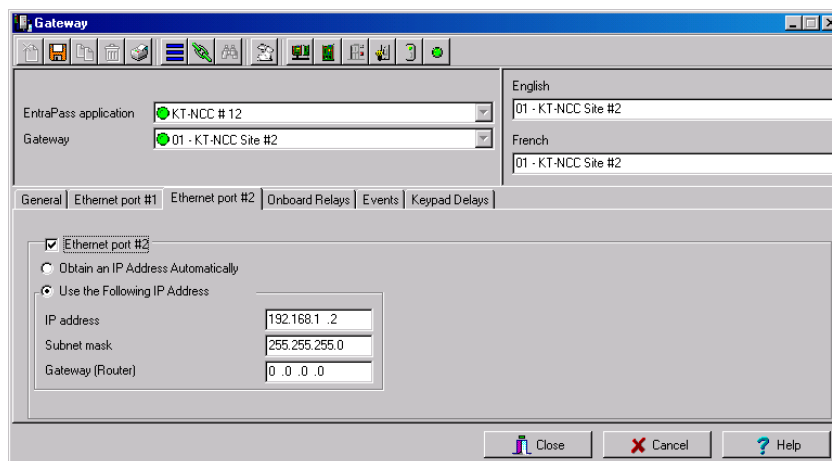 Gateway
English
EntraPass application
KT-NCC # 12
01 - KT-NCC Site #2
Gateway
01 - KT-NCC Site #2
French
01 - KT-NCC Site #2
General
Ethernet port #1
Ethernet port #2
Onboard Relays
Events
Keypad Delays
Ethernet port #2
Obtain an IP Address Automatically
Use the Following IP Address
IP address
192.168.1 .2
Subnet mask
255.255.255.0
Gateway (Router)
0 .0 .0 .0
Close
Cancel
Help